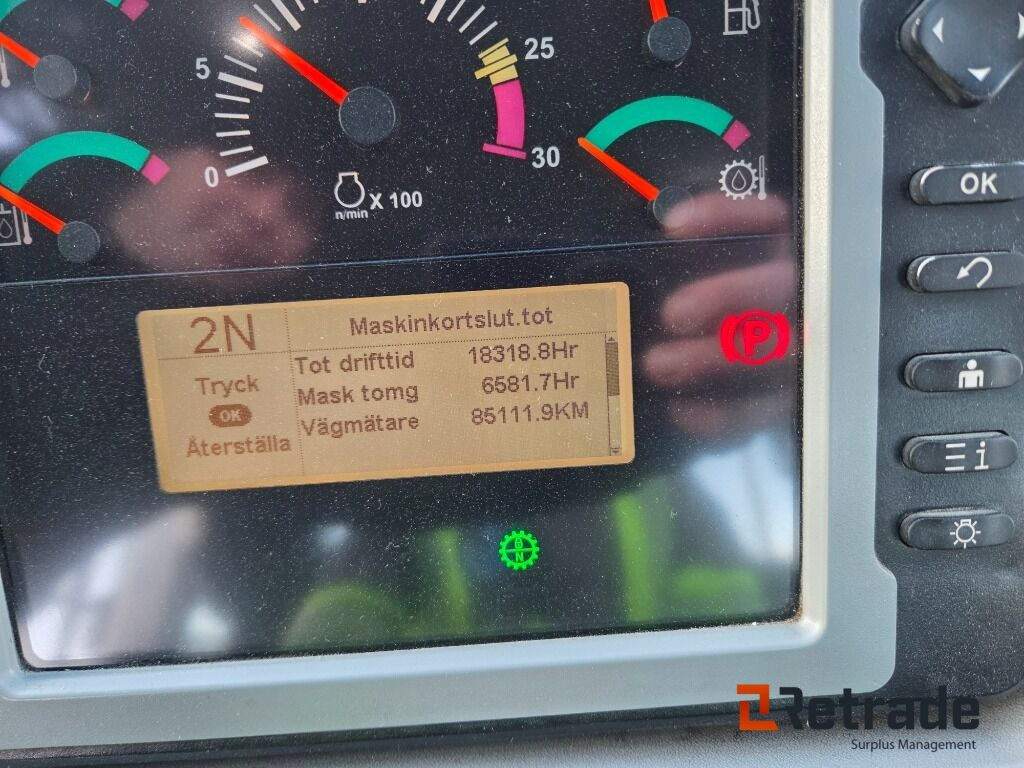 5
25
0
30
X 100
n/min
OK
2N
Maskinkortslut.tot
Tryck
OK
Återställa
Tot drifttid 18318.8Hr
Mask tomg 6581.7Hr
Vägmätare 85111.9KM
P
N
i
Retrade
Surplus Management